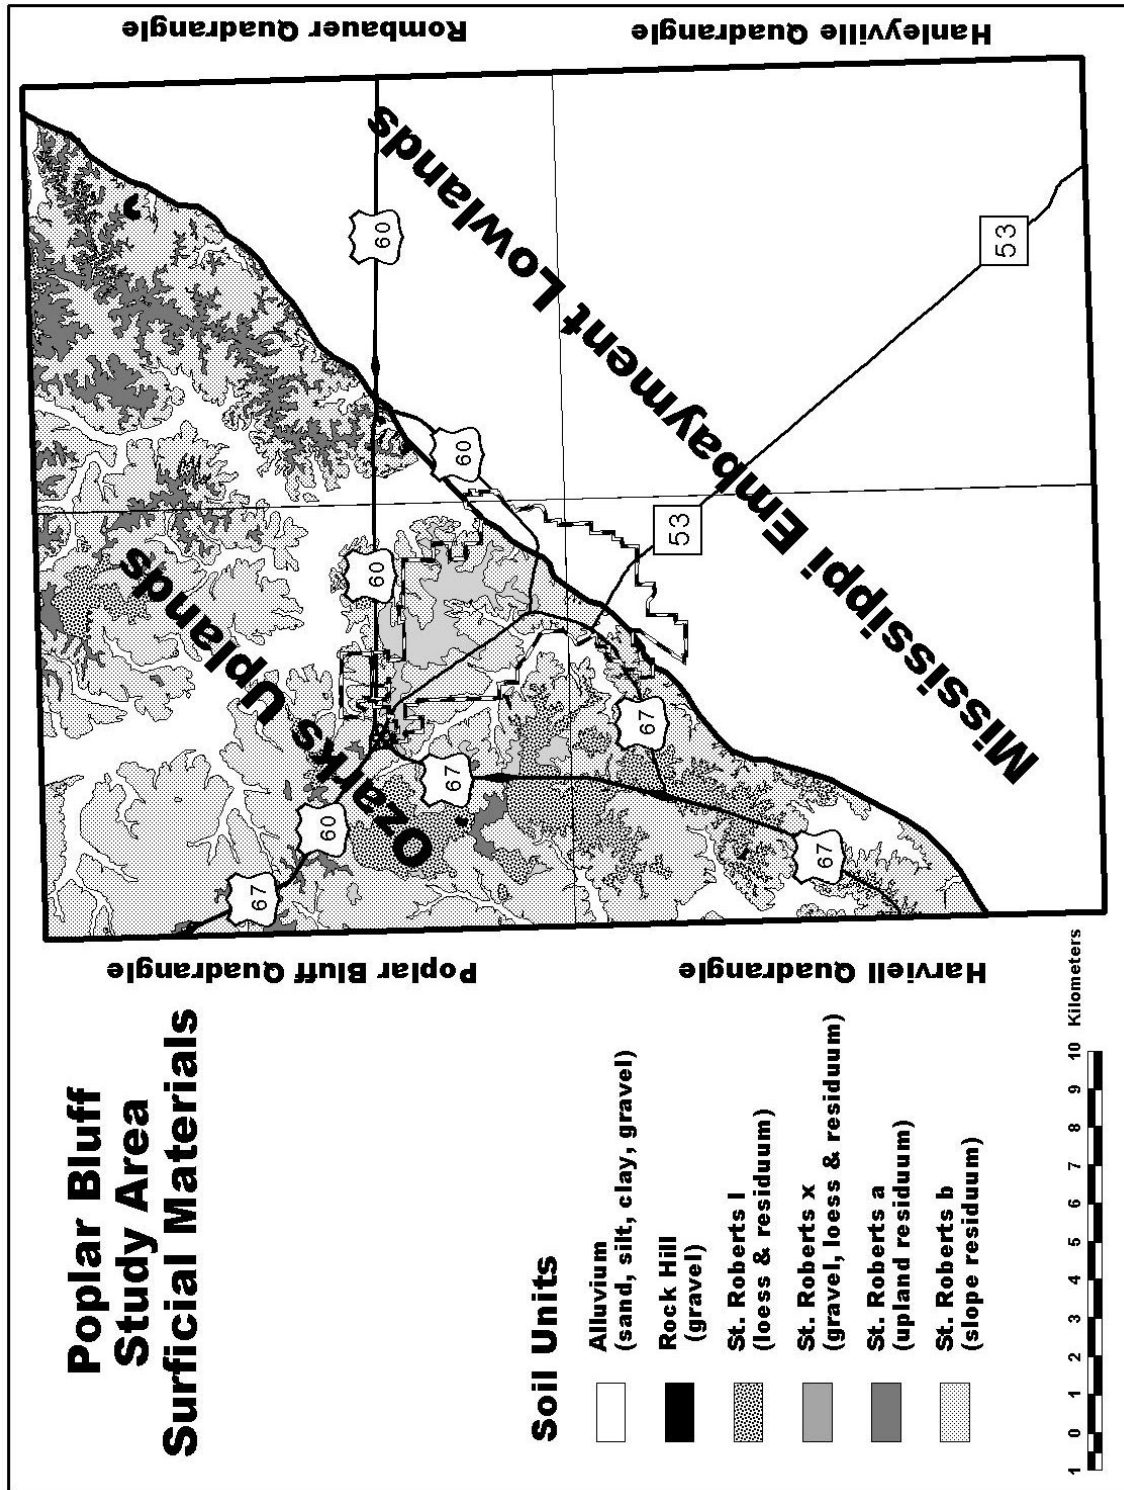 Poplar Bluff
Study Area
Surficial Materials
Soil Units
Alluvium
(sand, silt, clay, gravel)
Rock Hill
(gravel)
St. Roberts l
(loess & residuum)
St. Roberts x
(gravel, loess & residuum)
St. Roberts a
(upland residuum)
St. Roberts b
(slope residuum)
1 0 1 2 3 4 5 6 7 8 9 10 Kilometers
Poplar Bluff Quadrangle
Harviell Quadrangle
Rombauer Quadrangle
Hanleyville Quadrangle
Ozarks Uplands
Mississippi Embayment Lowlands
67
60
67
67
67
60
60
60
53
53